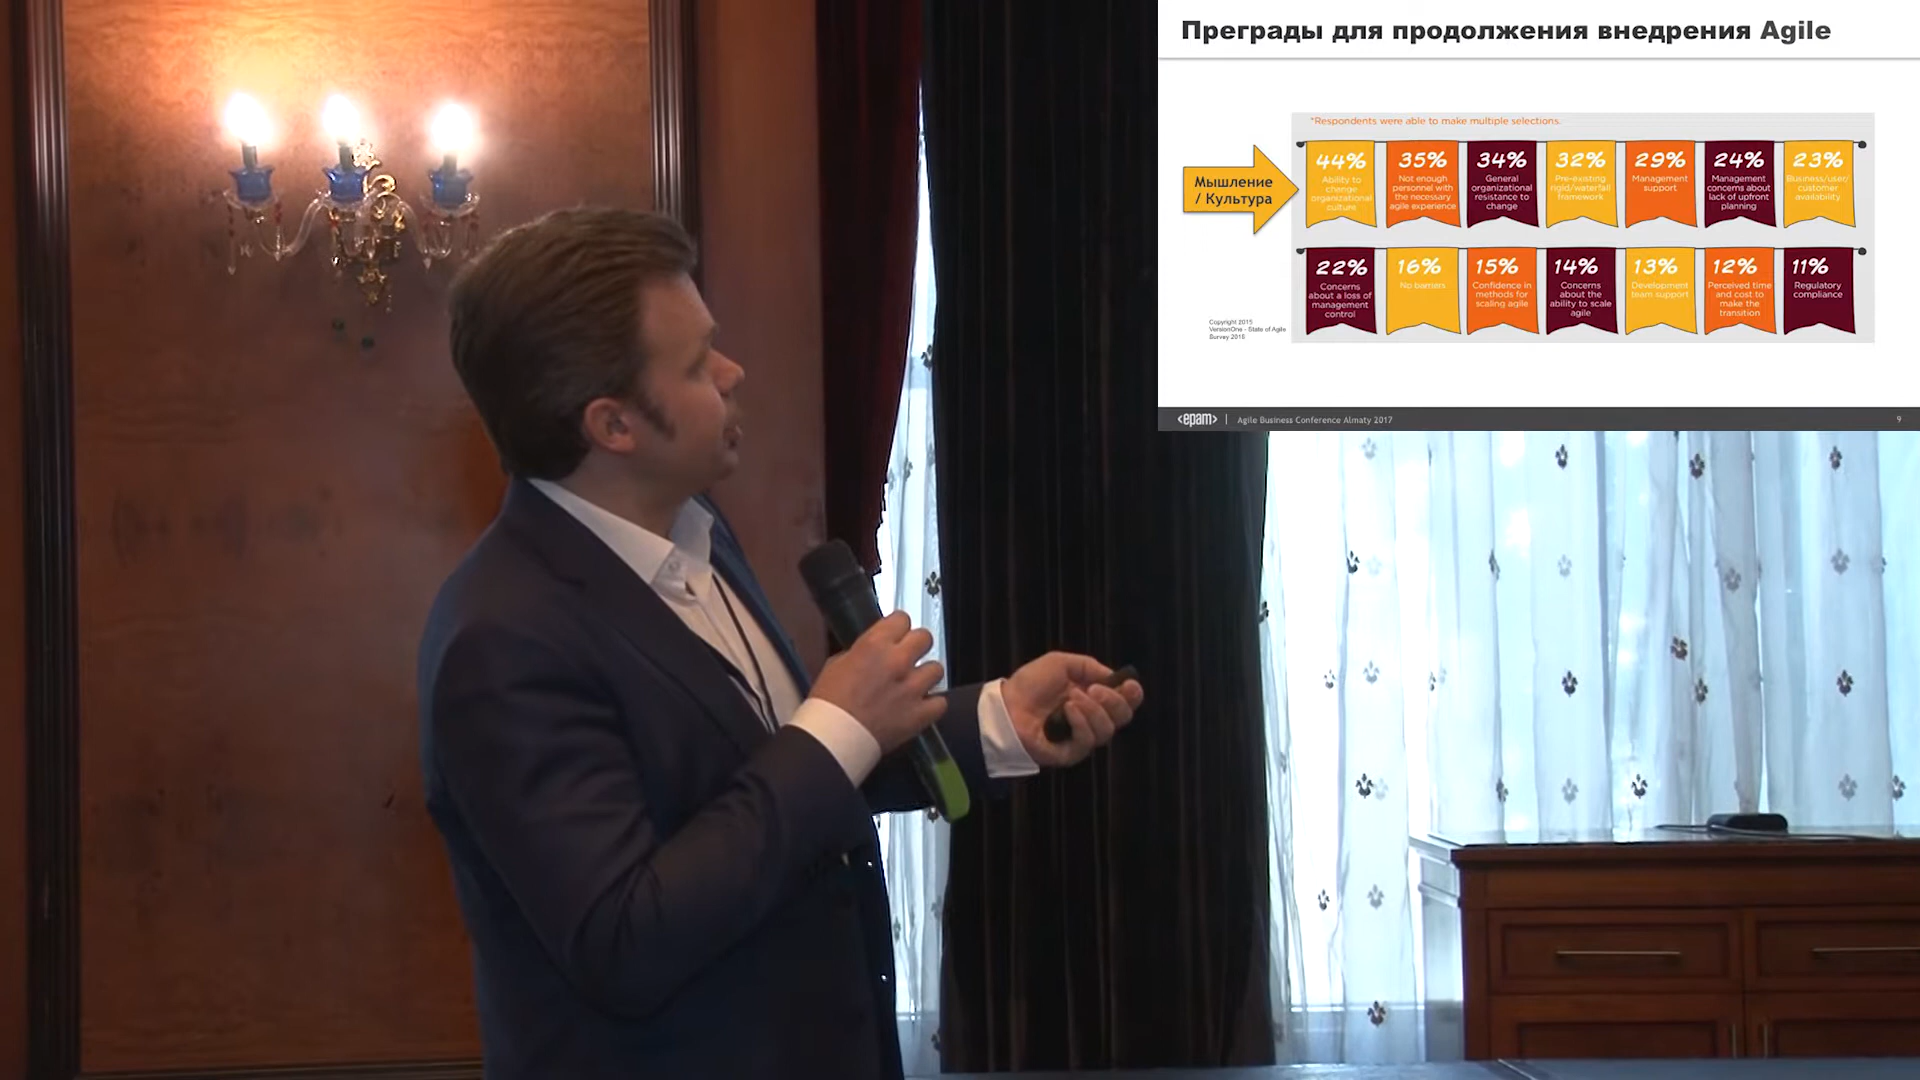 Преграды для продолжения внедрения Agile
*Respondents were able to make multiple selections.
Мышление
/ Культура
44%
Ability to
change
organizational
culture
35%
Not enough
personnel with
the necessary
agile experience
34%
General
organizational
resistance to
change
32%
Pre-existing
rigid/waterfall
framework
29%
Management
support
24%
Management
concerns about
lack of upfront
planning
23%
Business/user/
customer
availability
22%
Concerns
about a loss of
management
control
16%
No barriers
15%
Confidence in
methods for
scaling agile
14%
Concerns
about the
ability to scale
agile
13%
Development
team support
12%
Perceived time
and cost to
make the
transition
11%
Regulatory
compliance
Copyright 2015
VersionOne - State of Agile
Survey 2016
<epam> | Agile Business Conference Almaty 2017
9